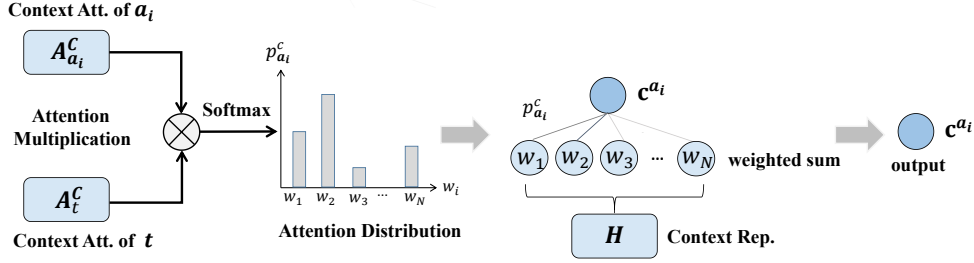 Context Att. of a_i
A^C_{a_i}
Attention
Multiplication
Softmax
A^C_t
Context Att. of t
p^c_{a_i}
w_1 w_2 w_3 ... w_N w_i
Attention Distribution
c^{a_i}
p^c_{a_i}
w_1 w_2 w_3 ... w_N weighted sum
H Context Rep.
c^{a_i}
output